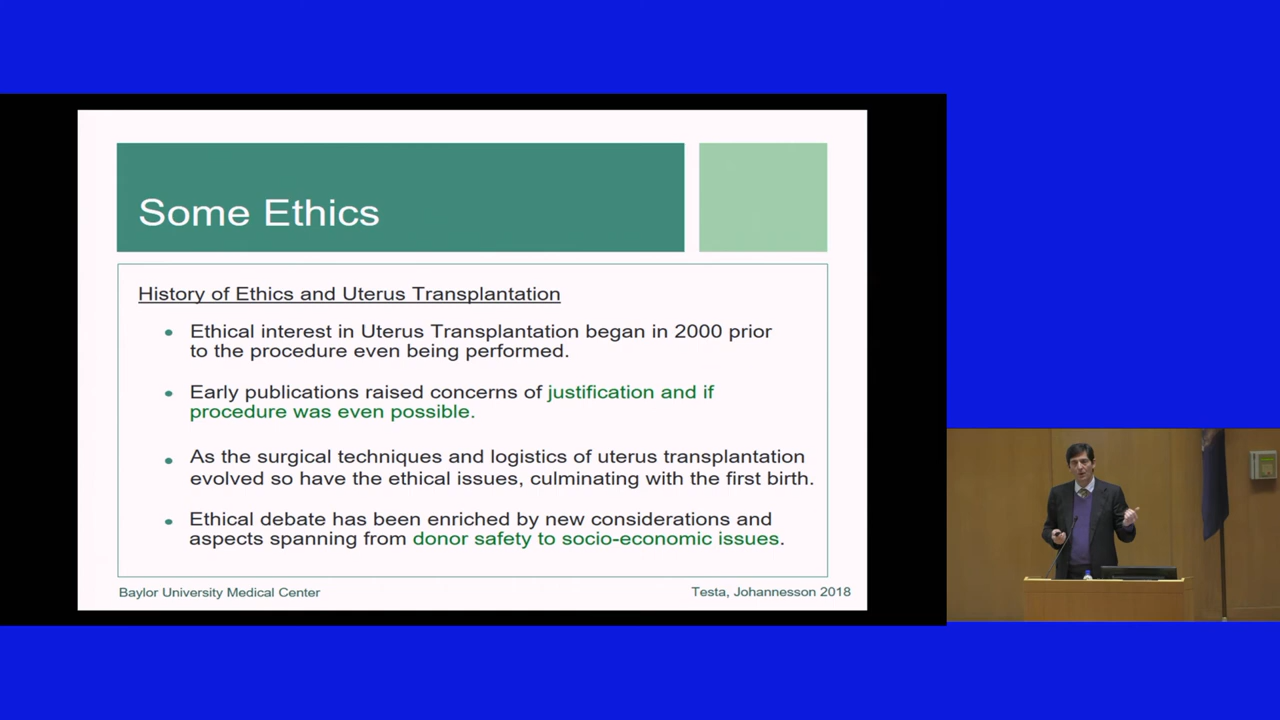 Some Ethics
History of Ethics and Uterus Transplantation
• Ethical interest in Uterus Transplantation began in 2000 prior
to the procedure even being performed.
• Early publications raised concerns of justification and if
procedure was even possible.
• As the surgical techniques and logistics of uterus transplantation
evolved so have the ethical issues, culminating with the first birth.
• Ethical debate has been enriched by new considerations and
aspects spanning from donor safety to socio-economic issues.
Baylor University Medical Center
Testa, Johannesson 2018